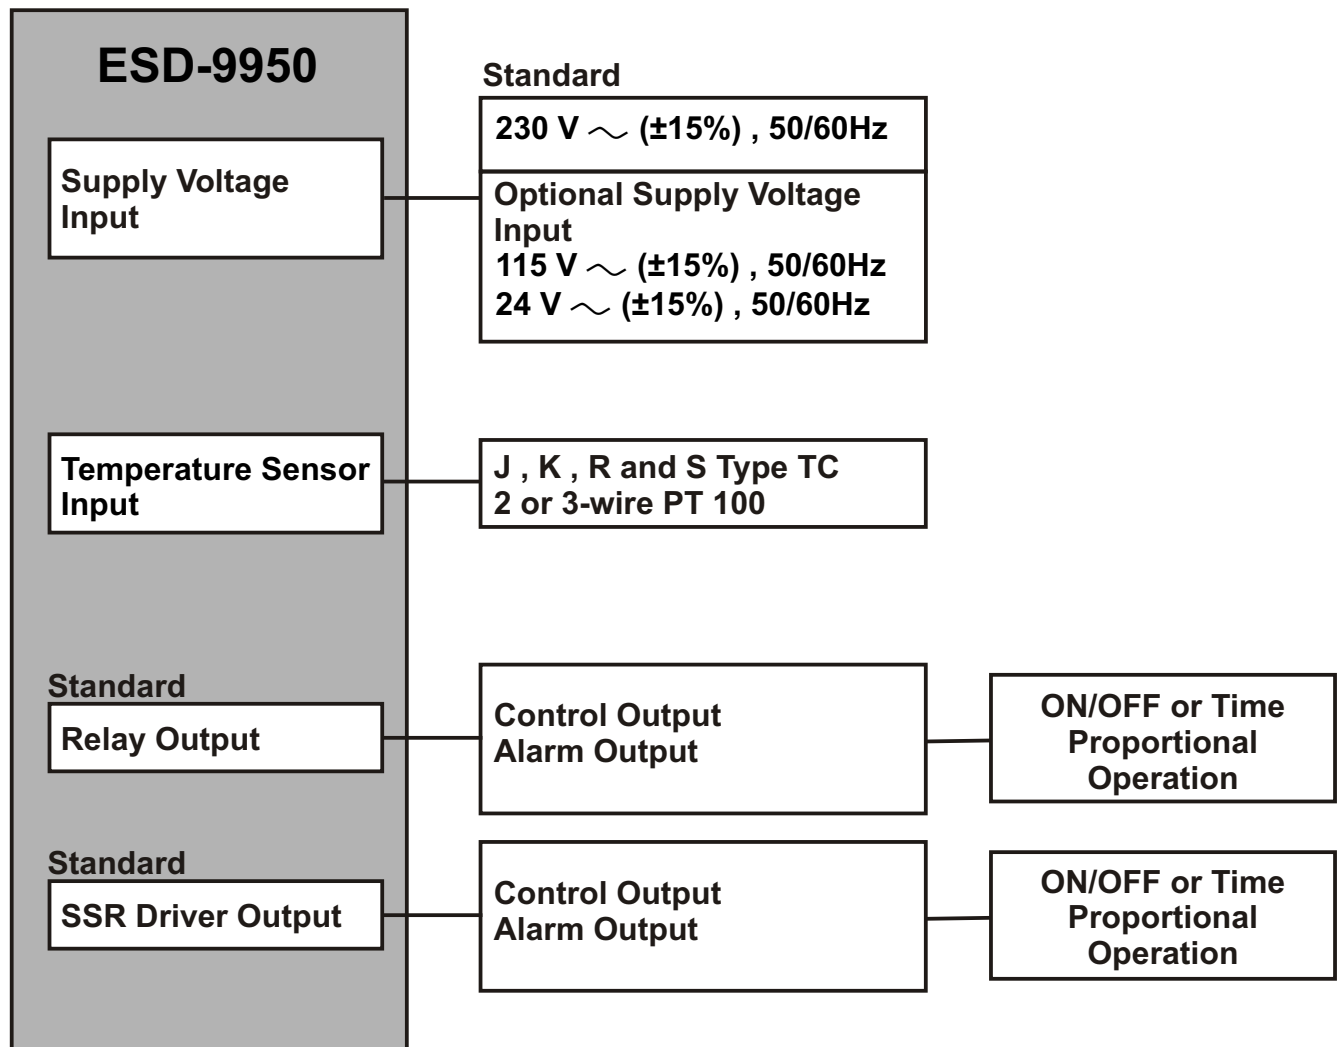 ESD-9950
Standard
230 V ～ (±15%) , 50/60Hz
Supply Voltage
Input
Optional Supply Voltage
Input
115 V ～ (±15%) , 50/60Hz
24 V ～ (±15%) , 50/60Hz
Temperature Sensor
Input
J , K , R and S Type TC
2 or 3-wire PT 100
Standard
Relay Output
Control Output
Alarm Output
ON/OFF or Time
Proportional
Operation
Standard
SSR Driver Output
Control Output
Alarm Output
ON/OFF or Time
Proportional
Operation